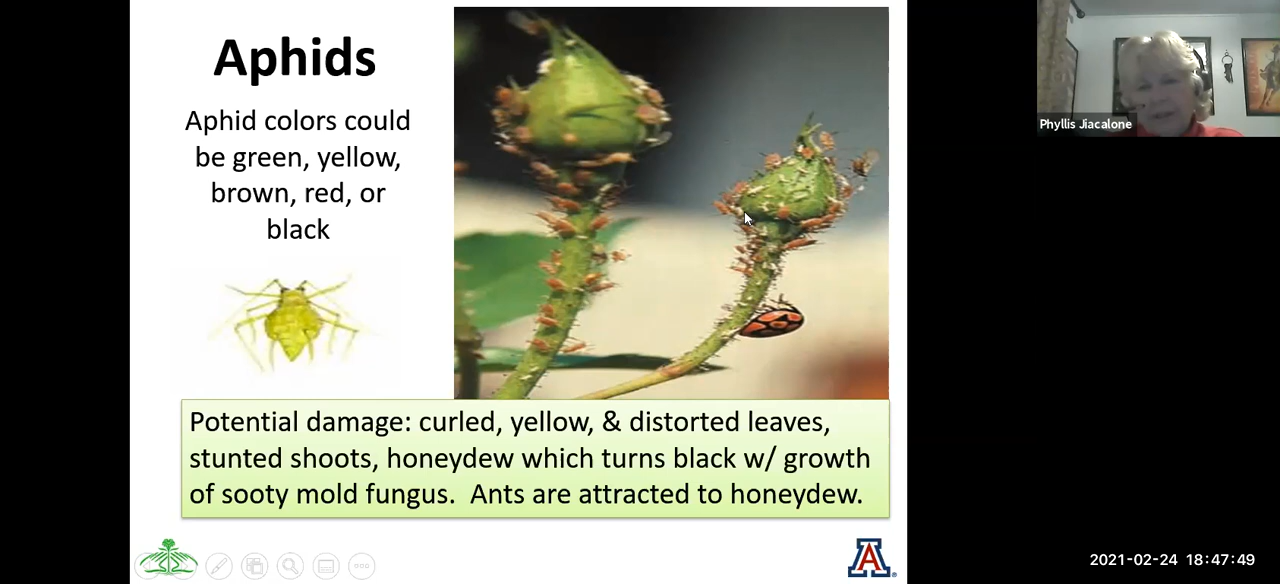 Aphids
Aphid colors could
be green, yellow,
brown, red, or
black
Potential damage: curled, yellow, & distorted leaves,
stunted shoots, honeydew which turns black w/ growth
of sooty mold fungus. Ants are attracted to honeydew.
A
Phyllis Jiacalone
2021-02-24 18:47:49